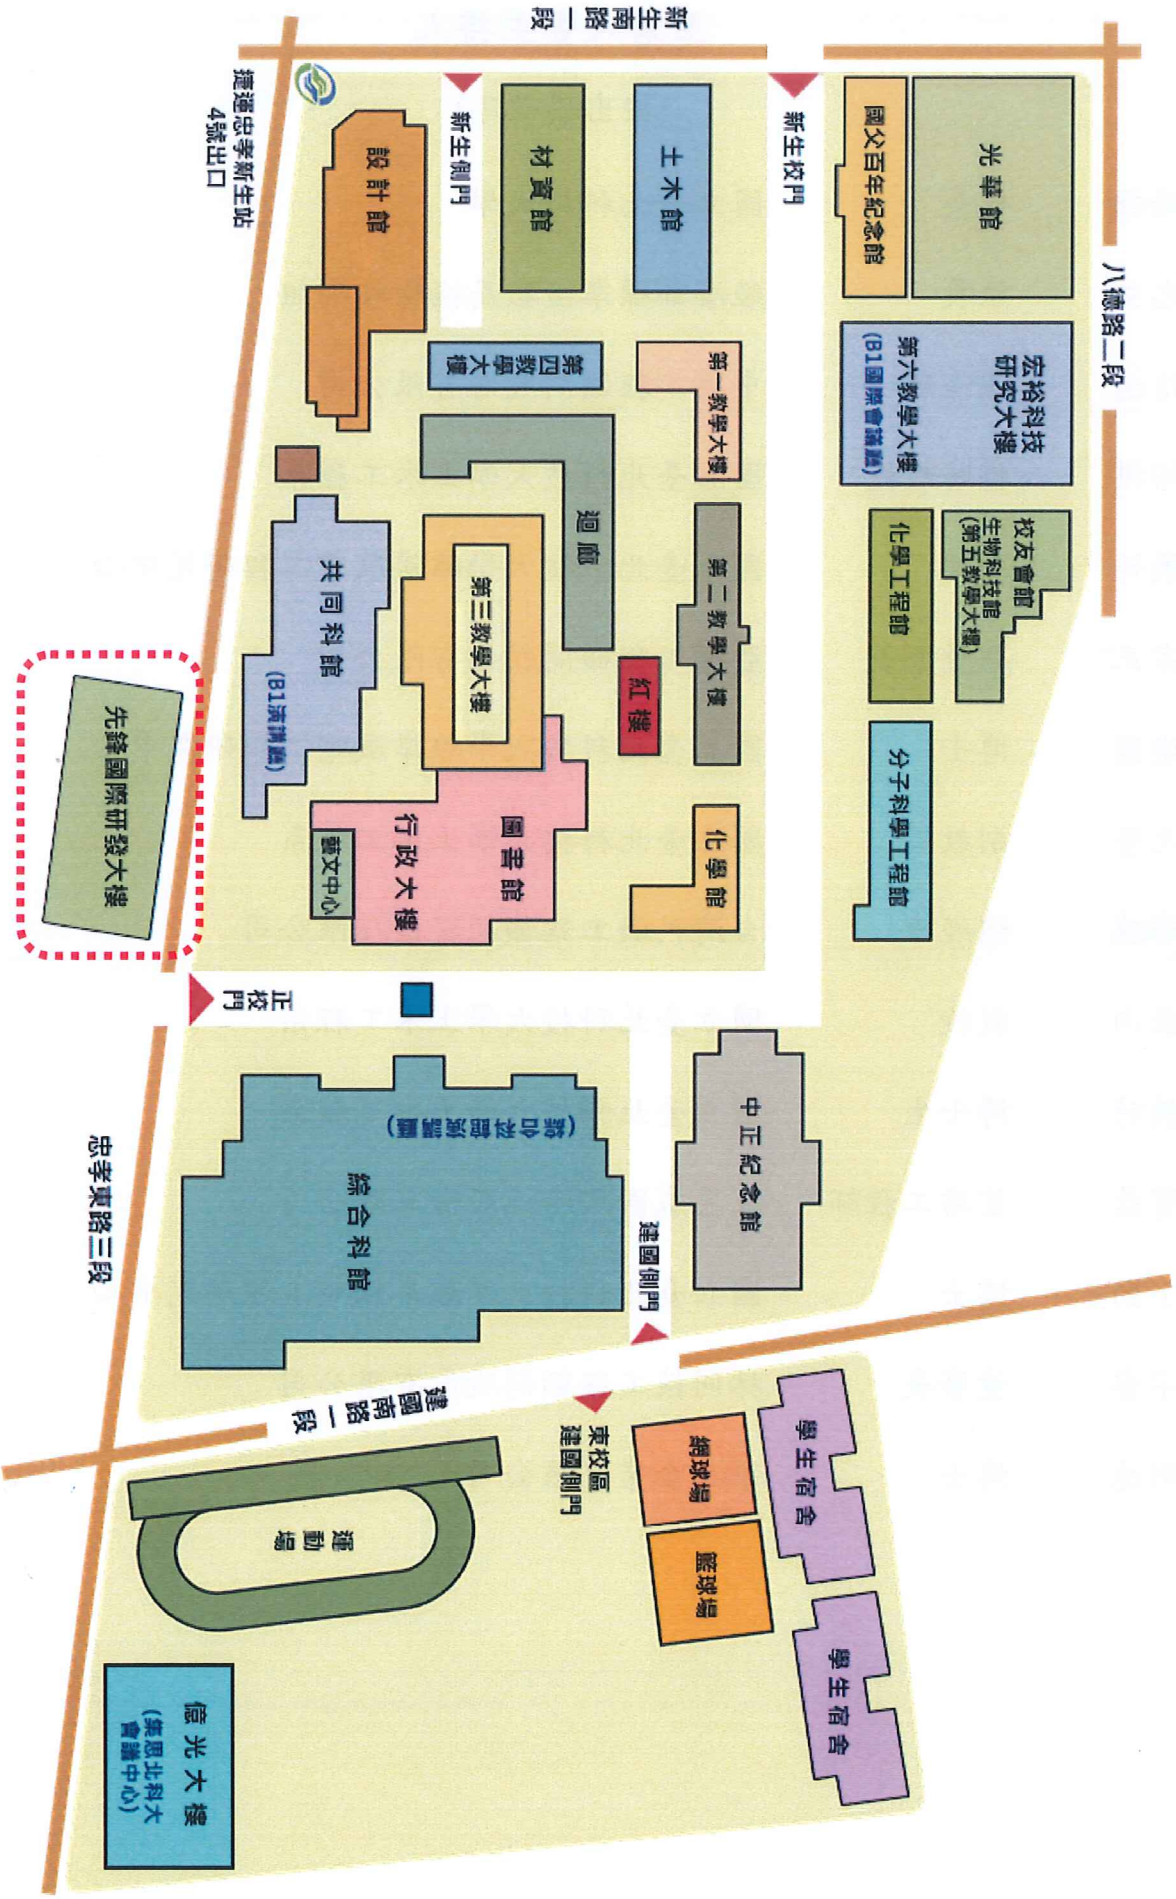 八德路二段
光華館
國父百年紀念館
宏裕科技
研究大樓
第六教學大樓
(B1國際會議廳)
校友會館
生物科技館
(第五教學大樓)
化學工程館
分子科學工程館
新生南路一段
新生校門
土木館
材資館
新生側門
設計館
捷運忠孝新生站
4號出口
第一教學大樓
第四教學大樓
迴廊
第二教學大樓
第三教學大樓
紅樓
共同科館
(B1演講廳)
化學館
圖書館
行政大樓
藝文中心
先鋒國際研發大樓
正校門
中正紀念館
(綜合科館演講廳)
綜合科館
建國側門
忠孝東路三段
建國南路一段
東校區
建國側門
學生宿舍
網球場
籃球場
學生宿舍
運動場
億光大樓
(集思北科大
會議中心)